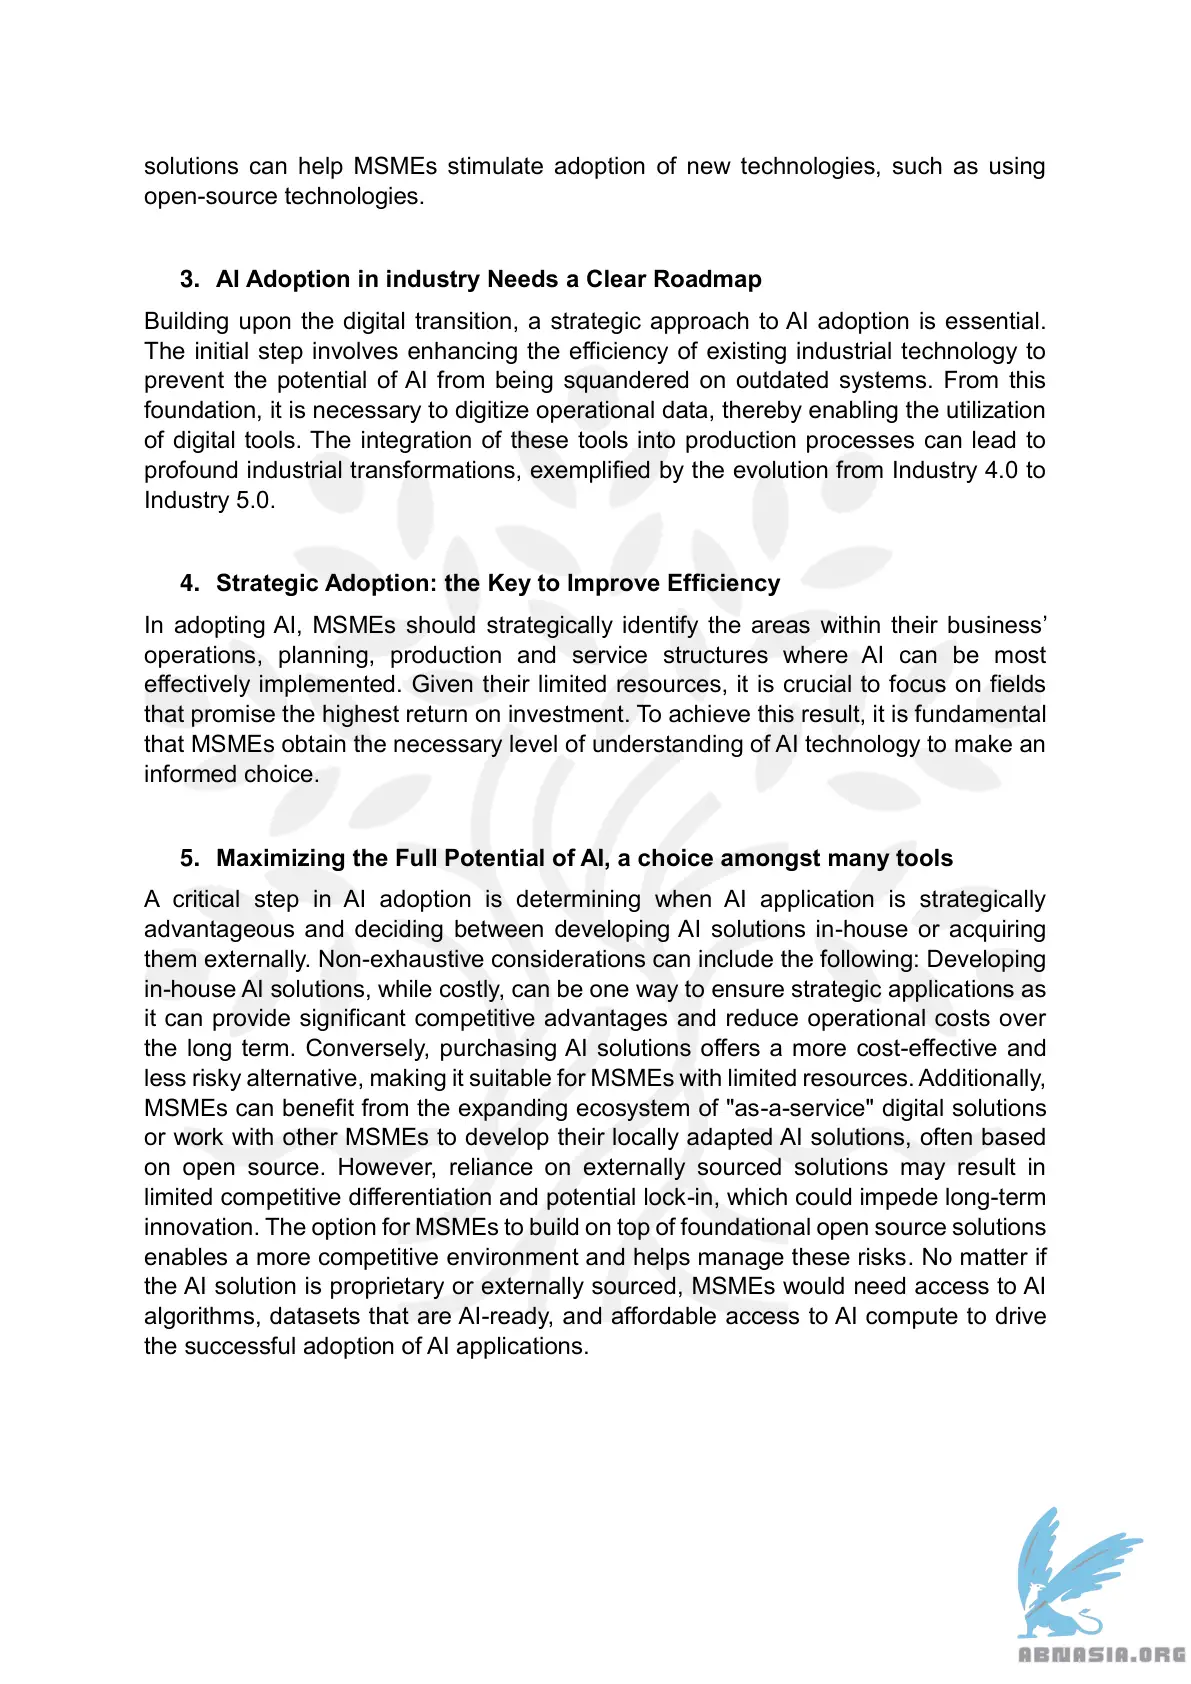 solutions can help MSMEs stimulate adoption of new technologies, such as using
open-source technologies.
3. AI Adoption in industry Needs a Clear Roadmap
Building upon the digital transition, a strategic approach to AI adoption is essential.
The initial step involves enhancing the efficiency of existing industrial technology to
prevent the potential of AI from being squandered on outdated systems. From this
foundation, it is necessary to digitize operational data, thereby enabling the utilization
of digital tools. The integration of these tools into production processes can lead to
profound industrial transformations, exemplified by the evolution from Industry 4.0 to
Industry 5.0.
4. Strategic Adoption: the Key to Improve Efficiency
In adopting AI, MSMEs should strategically identify the areas within their business’
operations, planning, production and service structures where AI can be most
effectively implemented. Given their limited resources, it is crucial to focus on fields
that promise the highest return on investment. To achieve this result, it is fundamental
that MSMEs obtain the necessary level of understanding of AI technology to make an
informed choice.
5. Maximizing the Full Potential of AI, a choice amongst many tools
A critical step in AI adoption is determining when AI application is strategically
advantageous and deciding between developing AI solutions in-house or acquiring
them externally. Non-exhaustive considerations can include the following: Developing
in-house AI solutions, while costly, can be one way to ensure strategic applications as
it can provide significant competitive advantages and reduce operational costs over
the long term. Conversely, purchasing AI solutions offers a more cost-effective and
less risky alternative, making it suitable for MSMEs with limited resources. Additionally,
MSMEs can benefit from the expanding ecosystem of "as-a-service" digital solutions
or work with other MSMEs to develop their locally adapted AI solutions, often based
on open source. However, reliance on externally sourced solutions may result in
limited competitive differentiation and potential lock-in, which could impede long-term
innovation. The option for MSMEs to build on top of foundational open source solutions
enables a more competitive environment and helps manage these risks. No matter if
the AI solution is proprietary or externally sourced, MSMEs would need access to AI
algorithms, datasets that are AI-ready, and affordable access to AI compute to drive
the successful adoption of AI applications.
ABNASIA.ORG